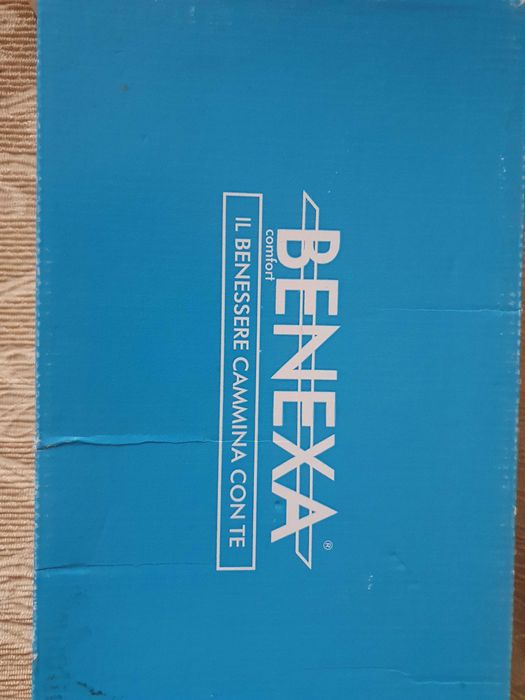 BENEXA®
comfort
IL BENESSERE CAMMINA CON TE